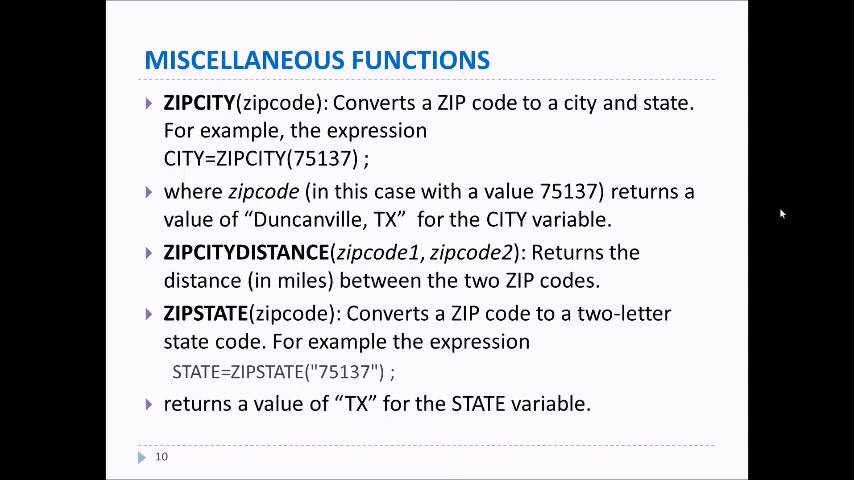 MISCELLANEOUS FUNCTIONS
ZIPCITY(zipcode): Converts a ZIP code to a city and state.
For example, the expression
CITY=ZIPCITY(75137) ;
where zipcode (in this case with a value 75137) returns a
value of “Duncanville, TX” for the CITY variable.
ZIPCITYDISTANCE(zipcode1, zipcode2): Returns the
distance (in miles) between the two ZIP codes.
ZIPSTATE(zipcode): Converts a ZIP code to a two-letter
state code. For example the expression
STATE=ZIPSTATE("75137") ;
returns a value of “TX” for the STATE variable.
10